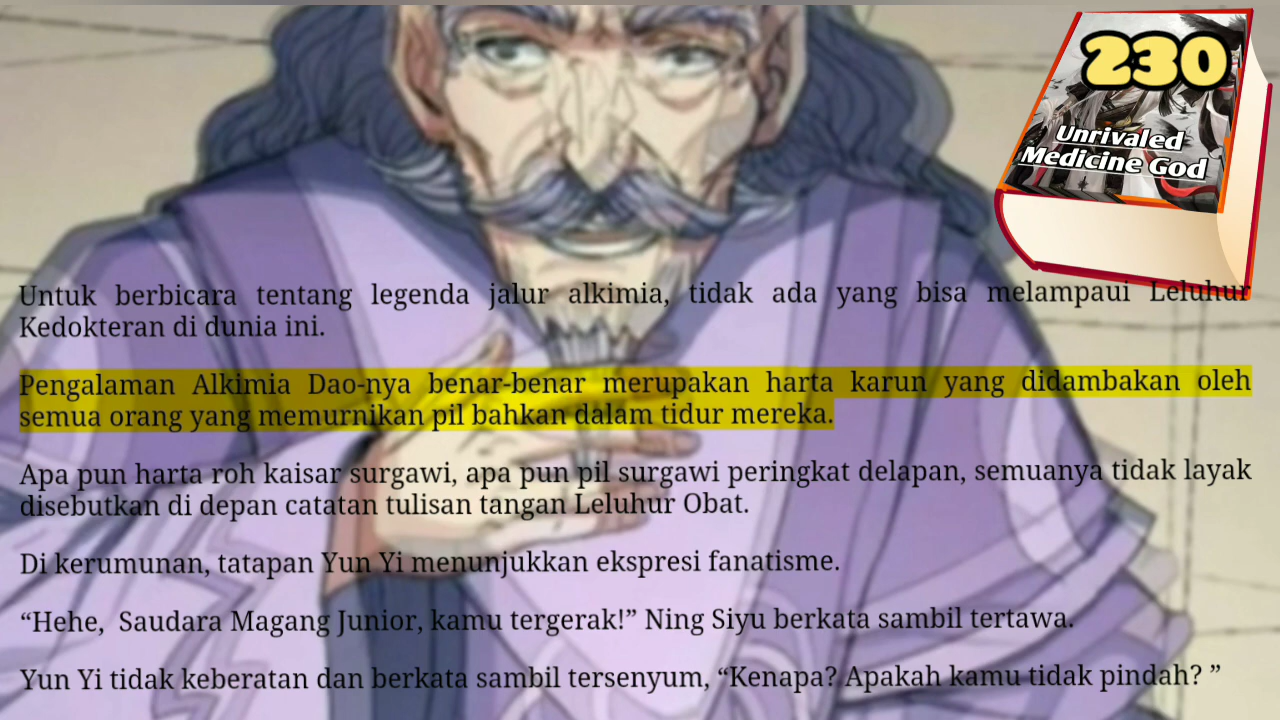 230
Unrivaled
Medicine God
Untuk berbicara tentang legenda jalur alkimia, tidak ada yang bisa melampaui Leluhur
Kedokteran di dunia ini.
Pengalaman Alkimia Dao-nya benar-benar merupakan harta karun yang didambakan oleh
semua orang yang memurnikan pil bahkan dalam tidur mereka.
Apa pun harta roh kaisar surgawi, apa pun pil surgawi peringkat delapan, semuanya tidak layak
disebutkan di depan catatan tulisan tangan Leluhur Obat.
Di kerumunan, tatapan Yun Yi menunjukkan ekspresi fanatisme.
“Hehe,  Saudara Magang Junior, kamu tergerak!” Ning Siyu berkata sambil tertawa.
Yun Yi tidak keberatan dan berkata sambil tersenyum, “Kenapa? Apakah kamu tidak pindah? ”